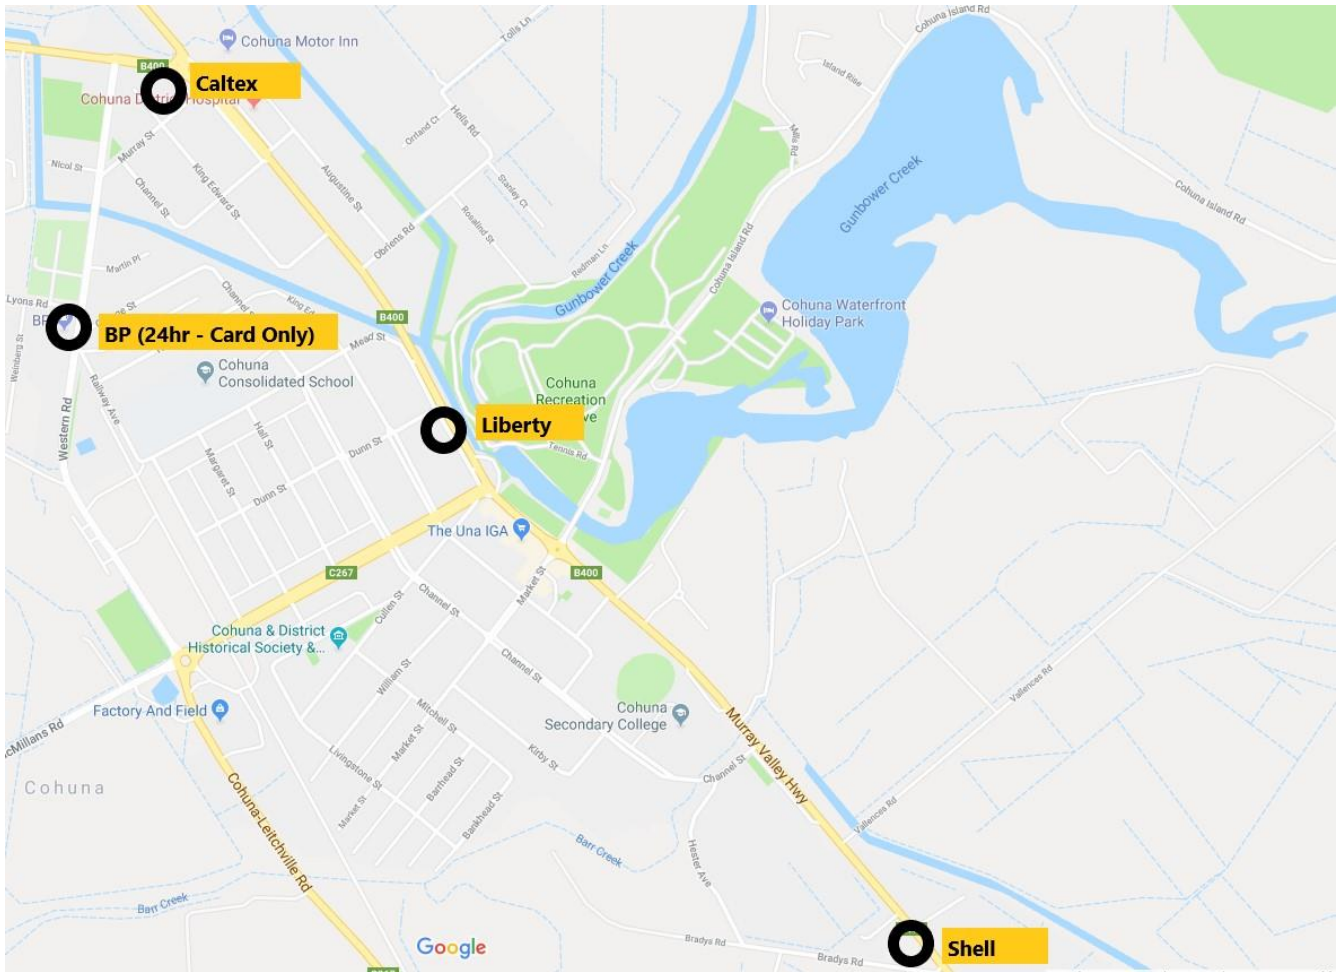 Cohuna Island Rd
Tolls Ln
Cohuna Motor Inn
B400
Island Rise
Caltex
Cohuna District Hospital
Hells Rd
Orrland Ct
Mills Rd
Murray St
Nicol St
Gunbower Creek
King Edward St
Augustine St
Channel St
Stanley Ct
Cohuna Island Rd
Rosalind St
Obriens Rd
Cohuna Island Rd
Martin Pl
Redman Ln
Gunbower Creek
Channel S
King Ed
Lyons Rd
Cohuna Waterfront
Holiday Park
B400
BP (24hr - Card Only)
Weinberg St
Mead St
Cohuna
Consolidated School
Railway Ave
Cohuna
Recreation
ve
Liberty
Western Rd
Hall St
Dunn St
Tennis Rd
Margaret St
Dunn St
The Una IGA
C267
B400
Market St
Cullen St
Channel St
Cohuna & District
Historical Society &...
Channel St
William St
Vallences Rd
Factory And Field
Cohuna
Secondary College
Mitchell St
Murray Valley Hwy
cMillans Rd
Market St
Kirby St
Livingstone St
Channel St
Cohuna
Barrhead St
Cohuna-Leitchville Rd
Market St
Bankhead St
Vallences Rd
Barr Creek
Hester Ave
Barr Creek
Google
Bradys Rd
Shell
Bradys Rd